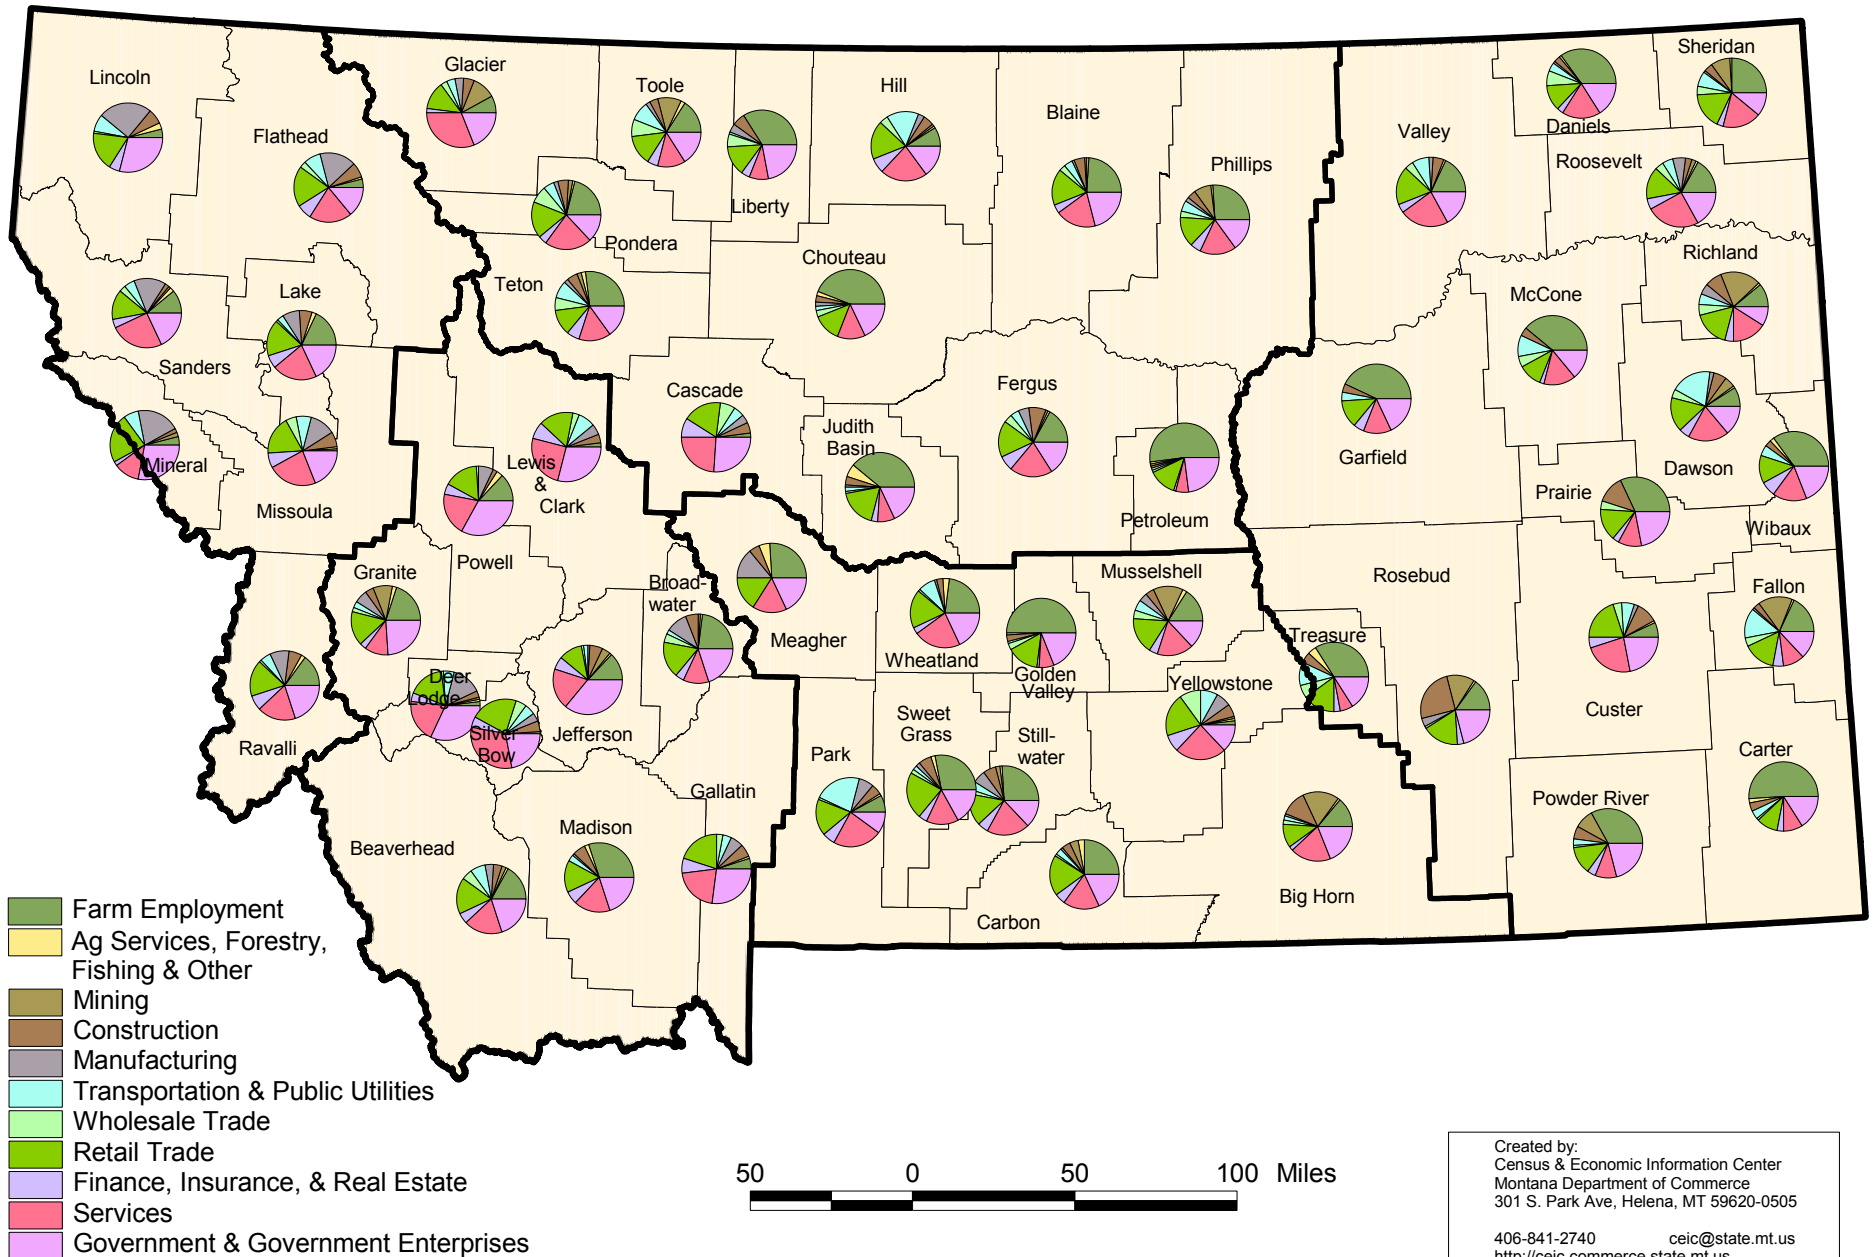 Lincoln
Flathead
Glacier
Toole
Liberty
Hill
Blaine
Phillips
Valley
Daniels
Sheridan
Roosevelt
Pondera
Teton
Chouteau
Richland
McCone
Lake
Sanders
Cascade
Judith
Basin
Fergus
Petroleum
Garfield
Dawson
Prairie
Wibaux
Mineral
Missoula
Lewis
&
Clark
Powell
Granite
Broad-
water
Meagher
Wheatland
Golden
Valley
Musselshell
Rosebud
Treasure
Fallon
Custer
Ravalli
Deer
Lodge
Silver
Bow
Jefferson
Gallatin
Park
Sweet
Grass
Still-
water
Yellowstone
Carter
Powder River
Beaverhead
Madison
Carbon
Big Horn
Farm Employment
Ag Services, Forestry,
Fishing & Other
Mining
Construction
Manufacturing
Transportation & Public Utilities
Wholesale Trade
Retail Trade
Finance, Insurance, & Real Estate
Services
Government & Government Enterprises
50 0 50 100 Miles
Created by:
Census & Economic Information Center
Montana Department of Commerce
301 S. Park Ave, Helena, MT 59620-0505
406-841-2740 ceic@state.mt.us
http://ceic.commerce.state.mt.us